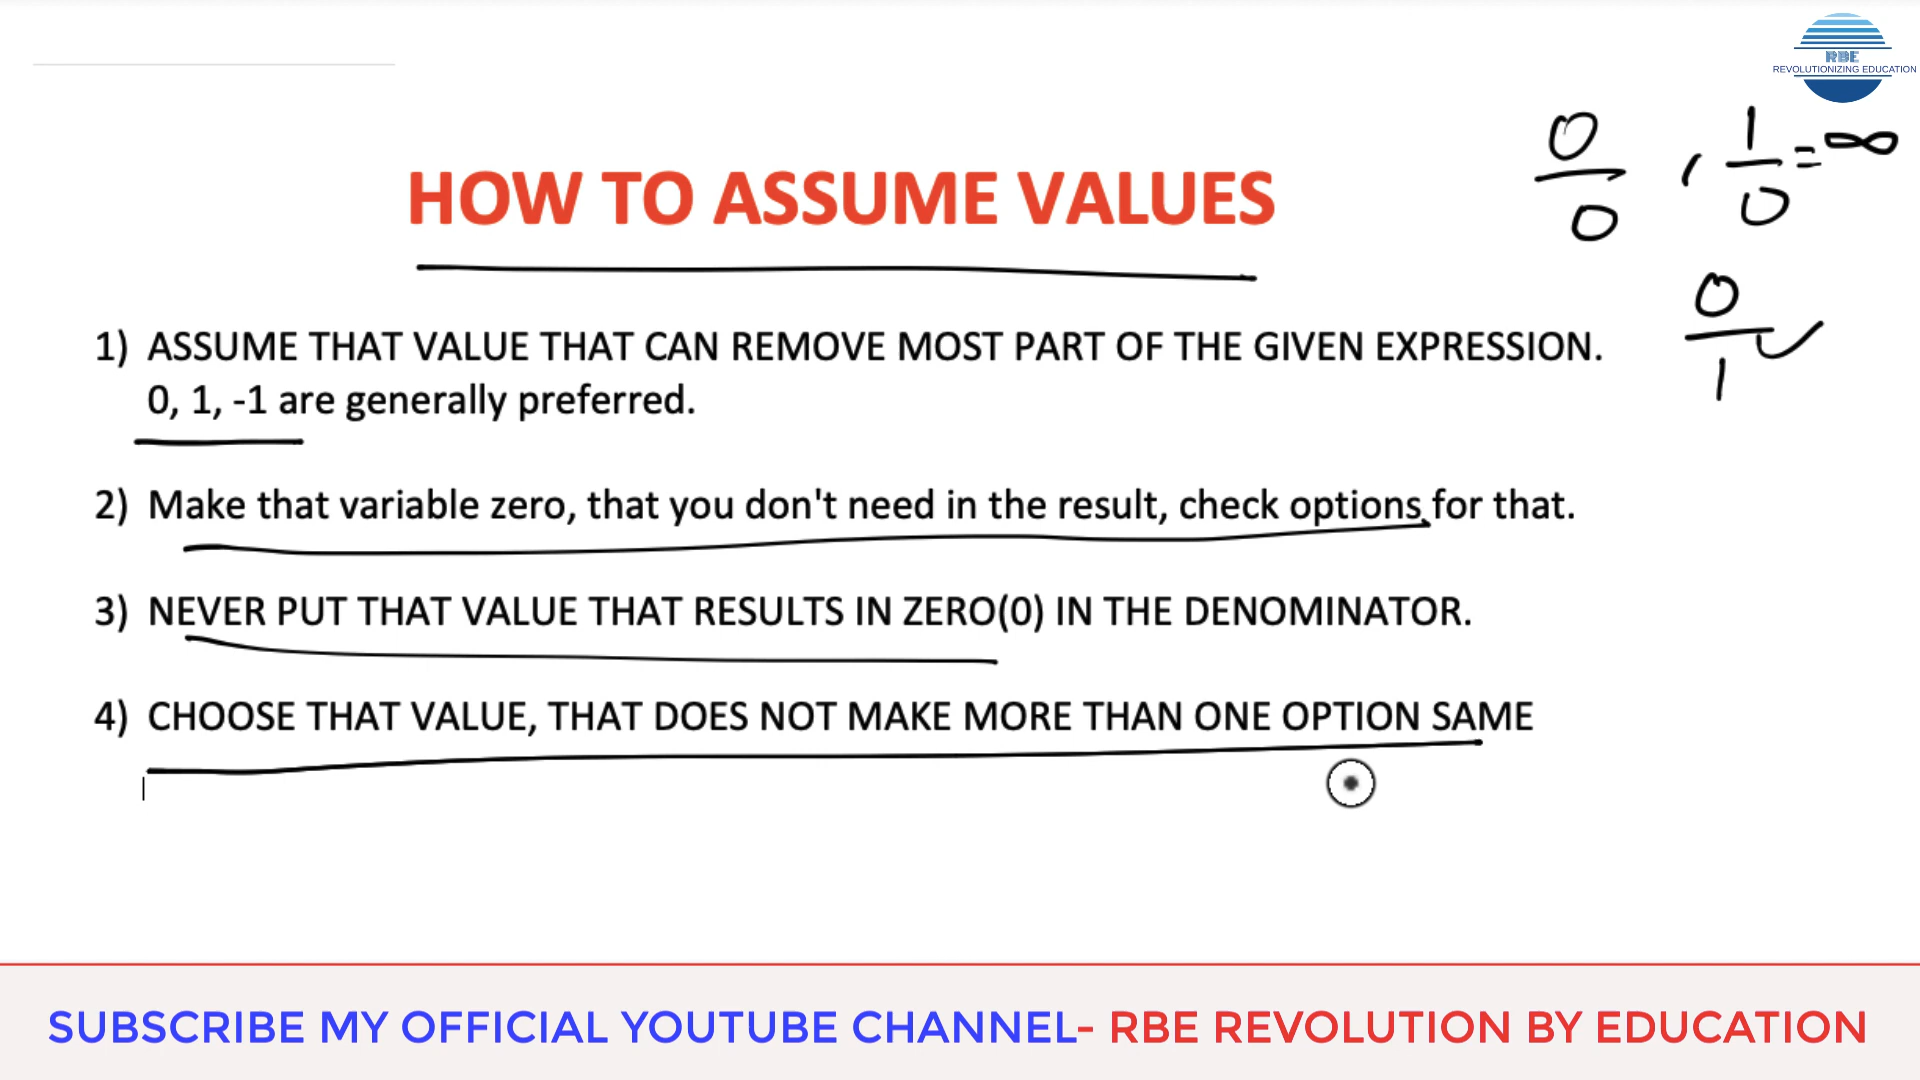 RBE
REVOLUTIONIZING EDUCATION
0/0 , 1/0 = ∞
HOW TO ASSUME VALUES
0/1 ✓
1) ASSUME THAT VALUE THAT CAN REMOVE MOST PART OF THE GIVEN EXPRESSION.
0, 1, -1 are generally preferred.
2) Make that variable zero, that you don't need in the result, check options for that.
3) NEVER PUT THAT VALUE THAT RESULTS IN ZERO(0) IN THE DENOMINATOR.
4) CHOOSE THAT VALUE, THAT DOES NOT MAKE MORE THAN ONE OPTION SAME
SUBSCRIBE MY OFFICIAL YOUTUBE CHANNEL- RBE REVOLUTION BY EDUCATION